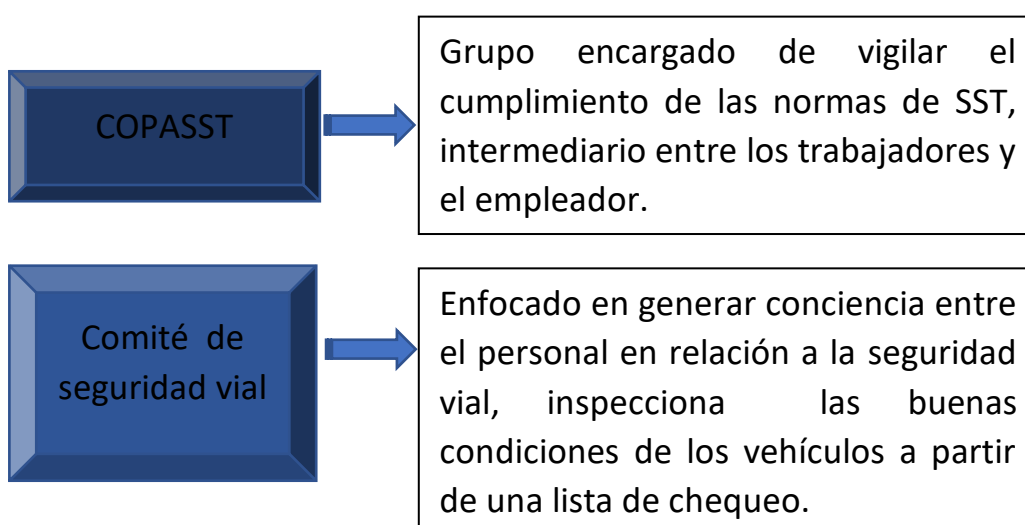 COPASST
Grupo encargado de vigilar el
cumplimiento de las normas de SST,
intermediario entre los trabajadores y
el empleador.
Comité de
seguridad vial
Enfocado en generar conciencia entre
el personal en relación a la seguridad
vial, inspecciona las buenas
condiciones de los vehículos a partir
de una lista de chequeo.